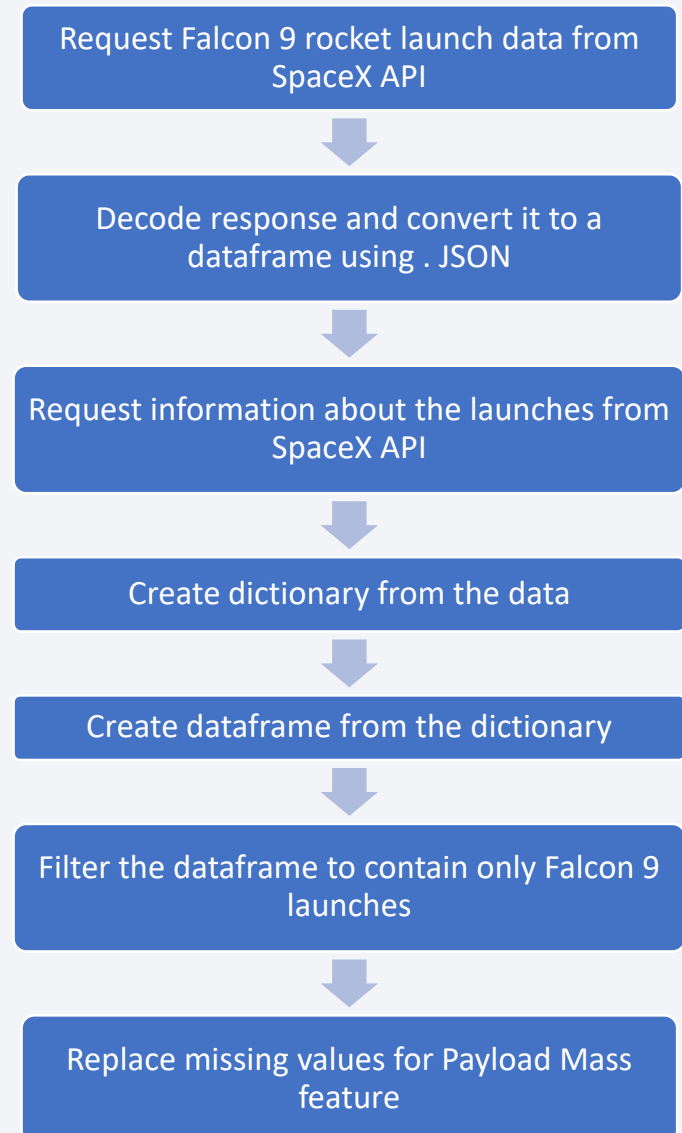 Request Falcon 9 rocket launch data from
SpaceX API
Decode response and convert it to a
dataframe using . JSON
Request information about the launches from
SpaceX API
Create dictionary from the data
Create dataframe from the dictionary
Filter the dataframe to contain only Falcon 9
launches
Replace missing values for Payload Mass
feature